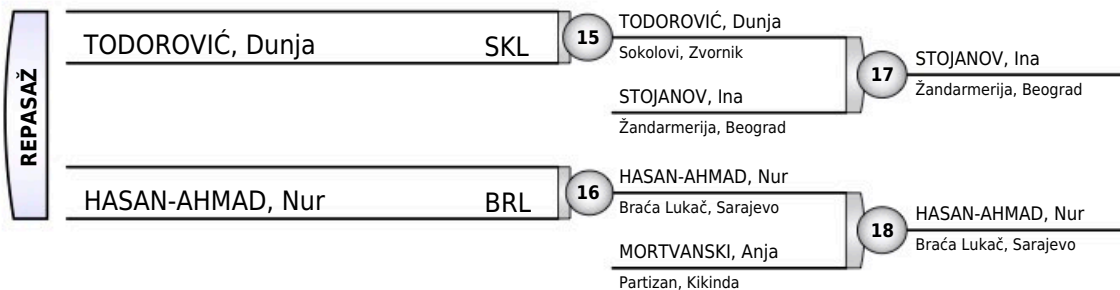 REPASAŽ
TODOROVIĆ, Dunja SKL
15
TODOROVIĆ, Dunja
Sokolovi, Zvornik
STOJANOV, Ina
Žandarmerija, Beograd
17
STOJANOV, Ina
Žandarmerija, Beograd
HASAN-AHMAD, Nur BRL
16
HASAN-AHMAD, Nur
Braća Lukač, Sarajevo
MORTVANSKI, Anja
Partizan, Kikinda
18
HASAN-AHMAD, Nur
Braća Lukač, Sarajevo